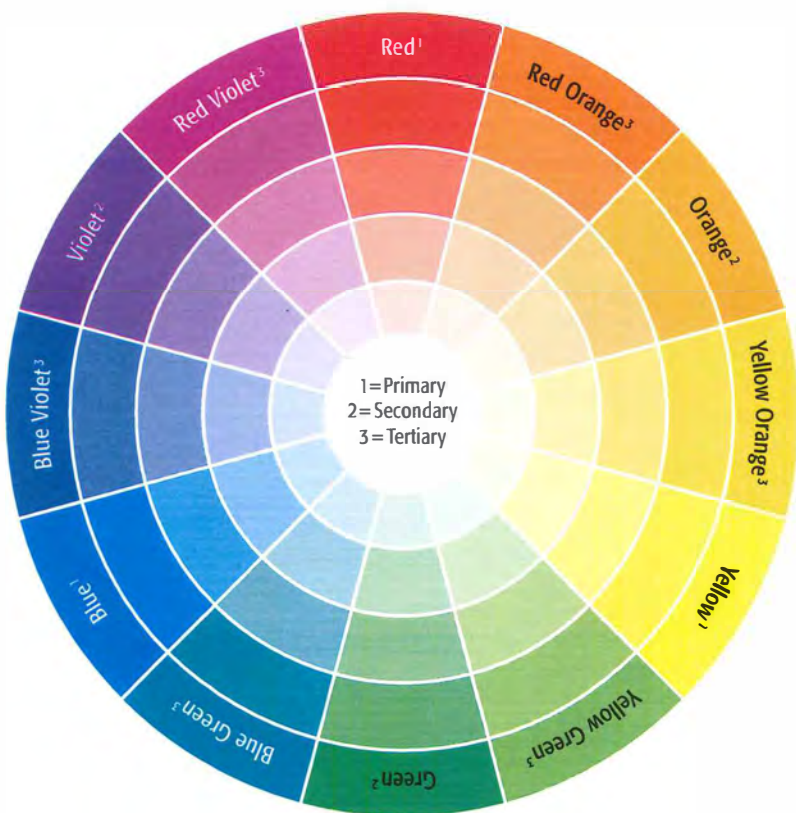 Red¹
Red Orange³
Orange²
Yellow Orange³
Yellow¹
Yellow Green³
Green²
Blue Green³
Blue¹
Blue Violet³
Violet²
Red Violet³
1=Primary
2=Secondary
3=Tertiary